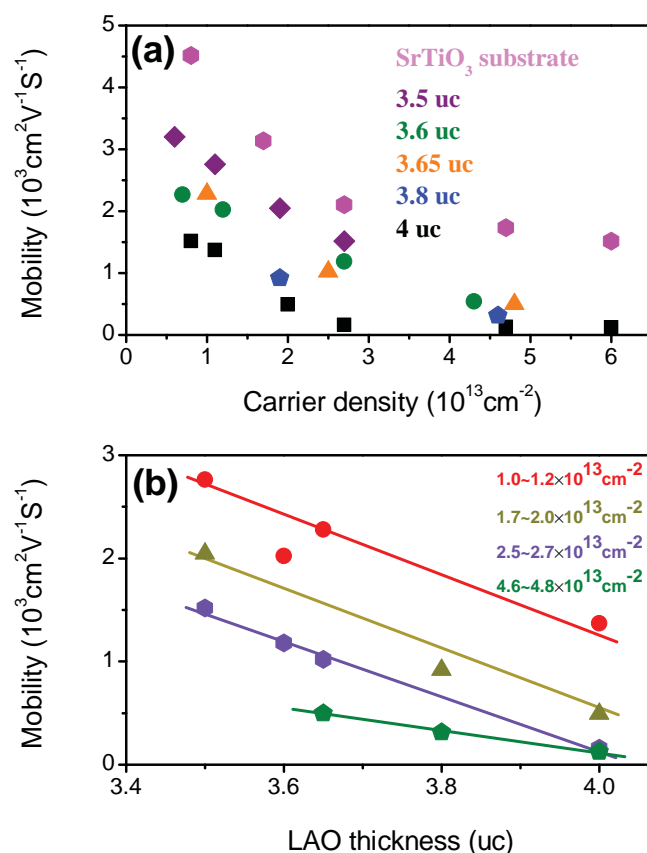 (a)
5
4
3
2
1
0
Mobility (10³cm²V⁻¹S⁻¹)
SrTiO₃ substrate
3.5 uc
3.6 uc
3.65 uc
3.8 uc
4 uc
0 1 2 3 4 5 6
Carrier density (10¹³cm⁻²)
(b)
3
2
1
0
Mobility (10³cm²V⁻¹S⁻¹)
1.0~1.2×10¹³cm⁻²
1.7~2.0×10¹³cm⁻²
2.5~2.7×10¹³cm⁻²
4.6~4.8×10¹³cm⁻²
3.4 3.6 3.8 4.0
LAO thickness (uc)